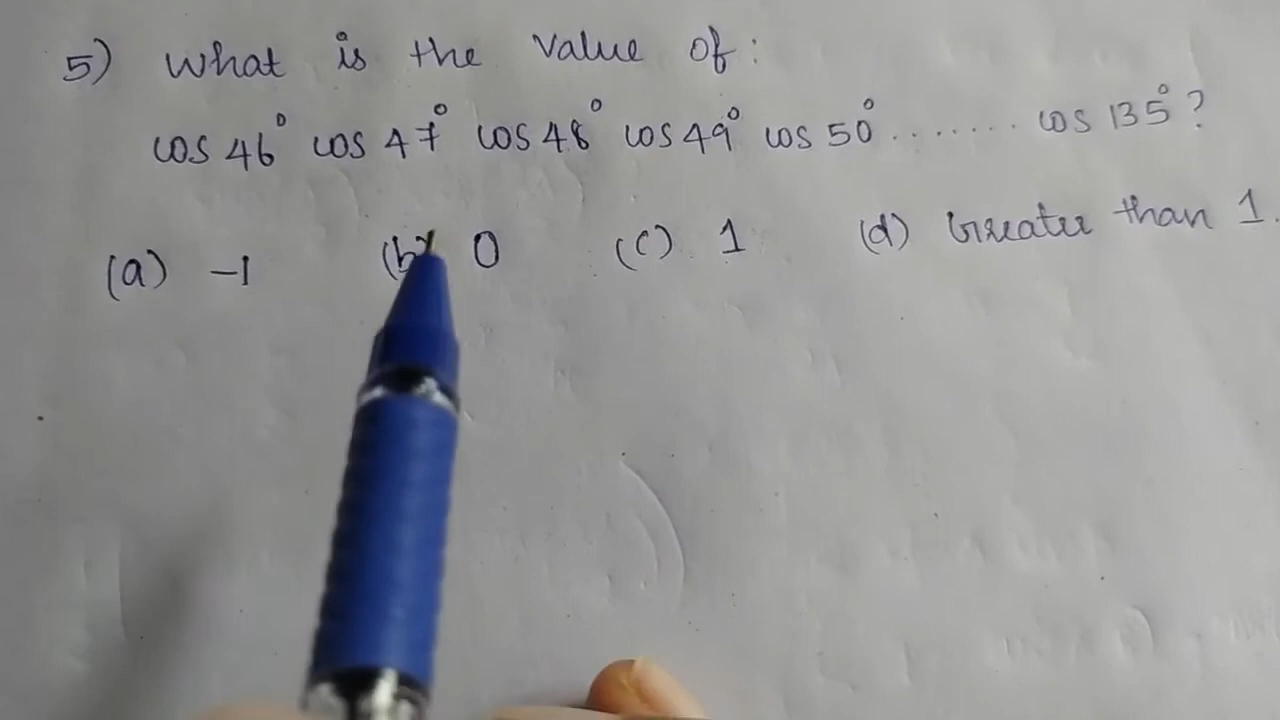 5) What is the value of:
cos 46° cos 47° cos 48° cos 49° cos 50° ....... cos 135° ?
(a) -1 (b) 0 (c) 1 (d) Greater than 1.